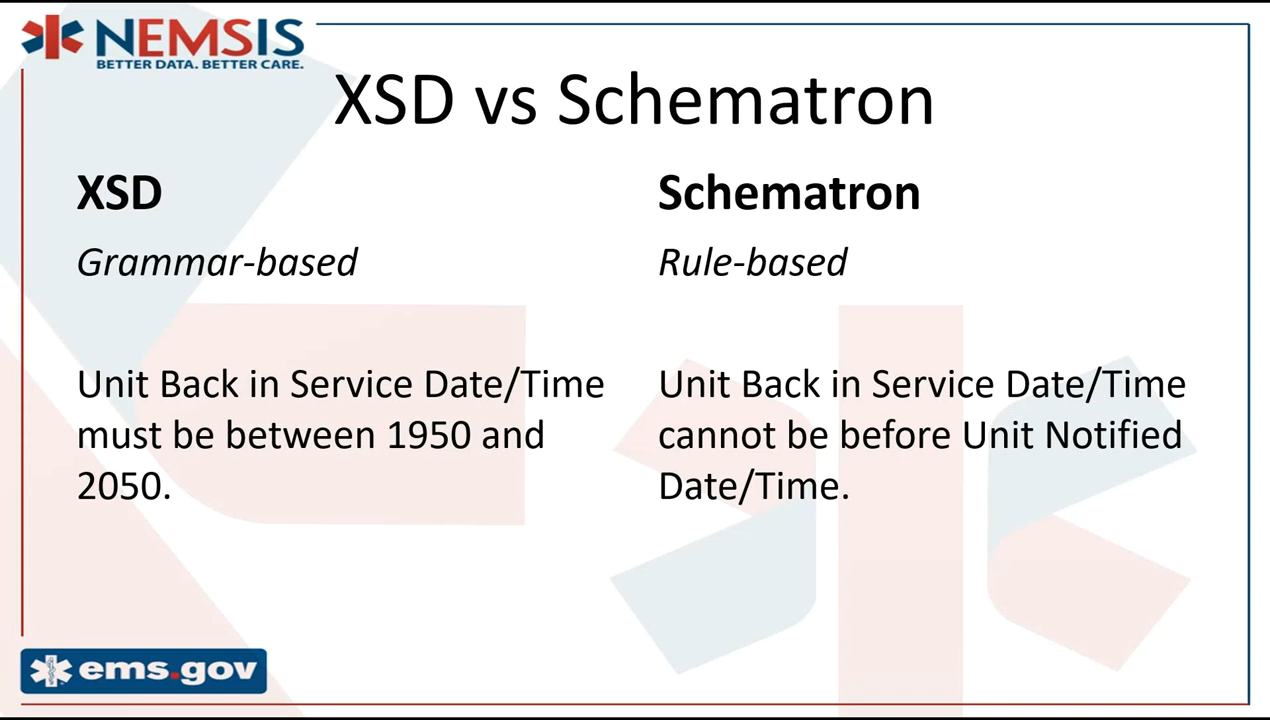 NEMSIS
BETTER DATA. BETTER CARE.
XSD vs Schematron
XSD
Grammar-based
Unit Back in Service Date/Time
must be between 1950 and
2050.
Schematron
Rule-based
Unit Back in Service Date/Time
cannot be before Unit Notified
Date/Time.
ems.gov